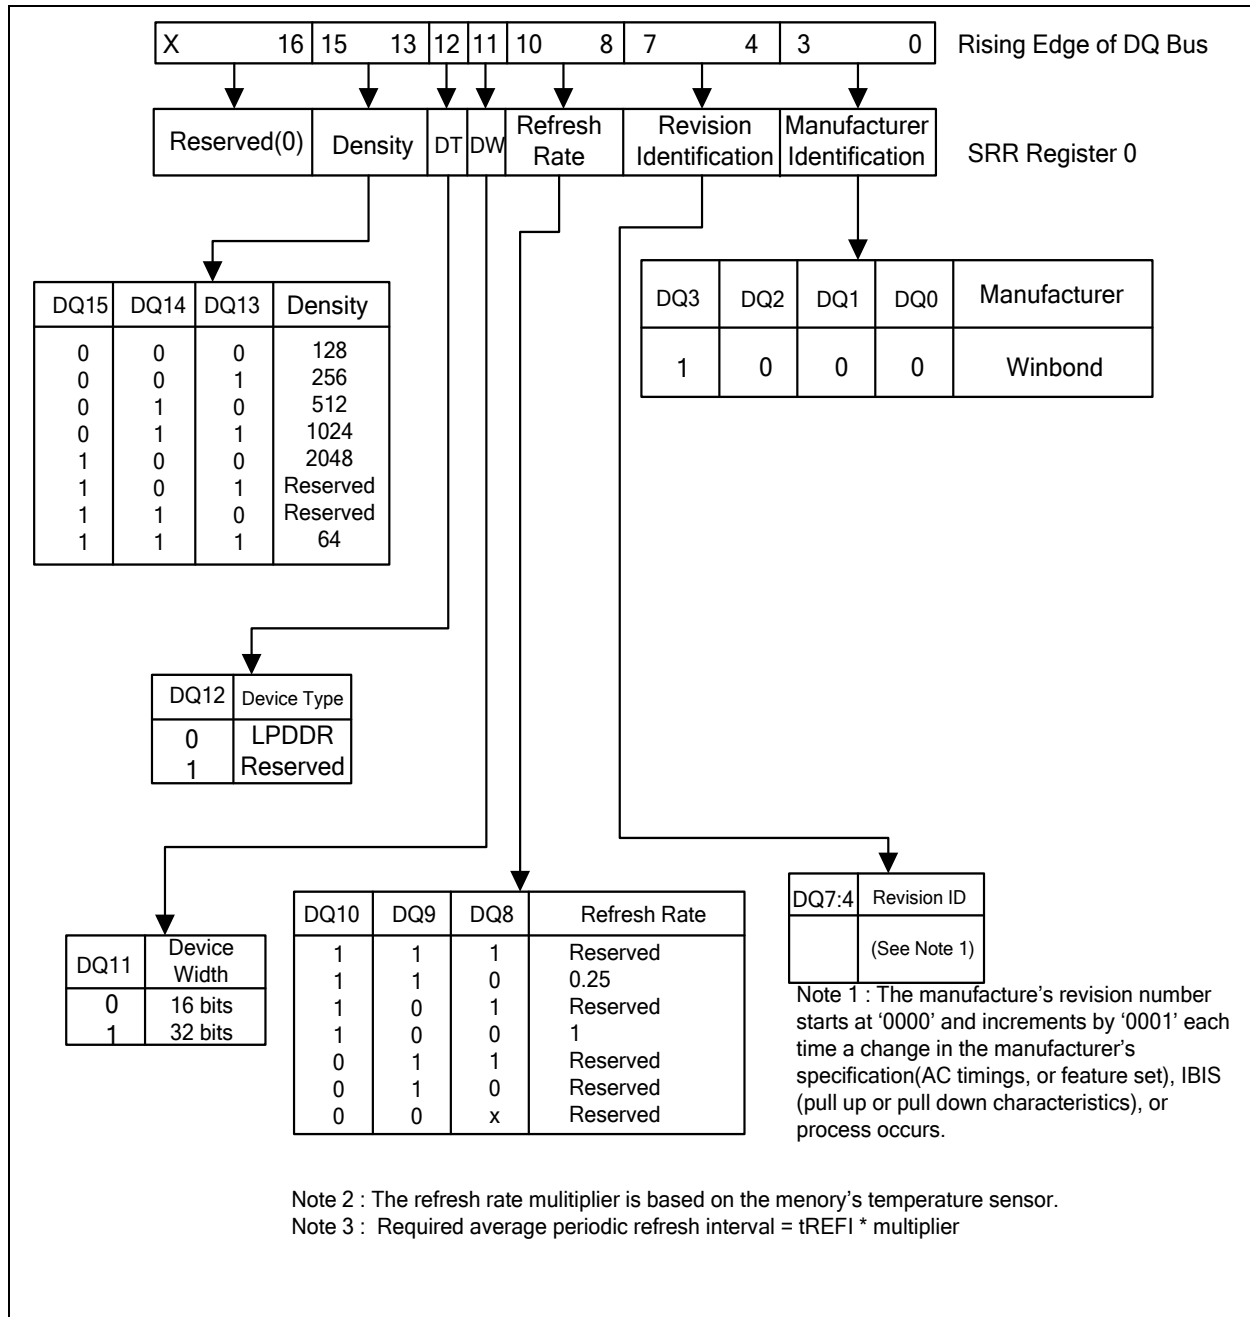 X 16 15 13 12 11 10 8 7 4 3 0 Rising Edge of DQ Bus
Reserved(0) Density DT DW Refresh Rate Revision Identification Manufacturer Identification SRR Register 0
DQ15 DQ14 DQ13 Density
0 0 0 128
0 0 1 256
0 1 0 512
0 1 1 1024
1 0 0 2048
1 0 1 Reserved
1 1 0 Reserved
1 1 1 64
DQ3 DQ2 DQ1 DQ0 Manufacturer
1 0 0 0 Winbond
DQ12 Device Type
0 LPDDR
1 Reserved
DQ11 Device Width
0 16 bits
1 32 bits
DQ10 DQ9 DQ8 Refresh Rate
1 1 1 Reserved
1 1 0 0.25
1 0 1 Reserved
1 0 0 1
0 1 1 Reserved
0 1 0 Reserved
0 0 x Reserved
DQ7:4 Revision ID
(See Note 1)
Note 1 : The manufacture's revision number
starts at ‘0000’ and increments by ‘0001’ each
time a change in the manufacturer's
specification(AC timings, or feature set), IBIS
(pull up or pull down characteristics), or
process occurs.
Note 2 : The refresh rate mulitiplier is based on the menory's temperature sensor.
Note 3 : Required average periodic refresh interval = tREFI * multiplier